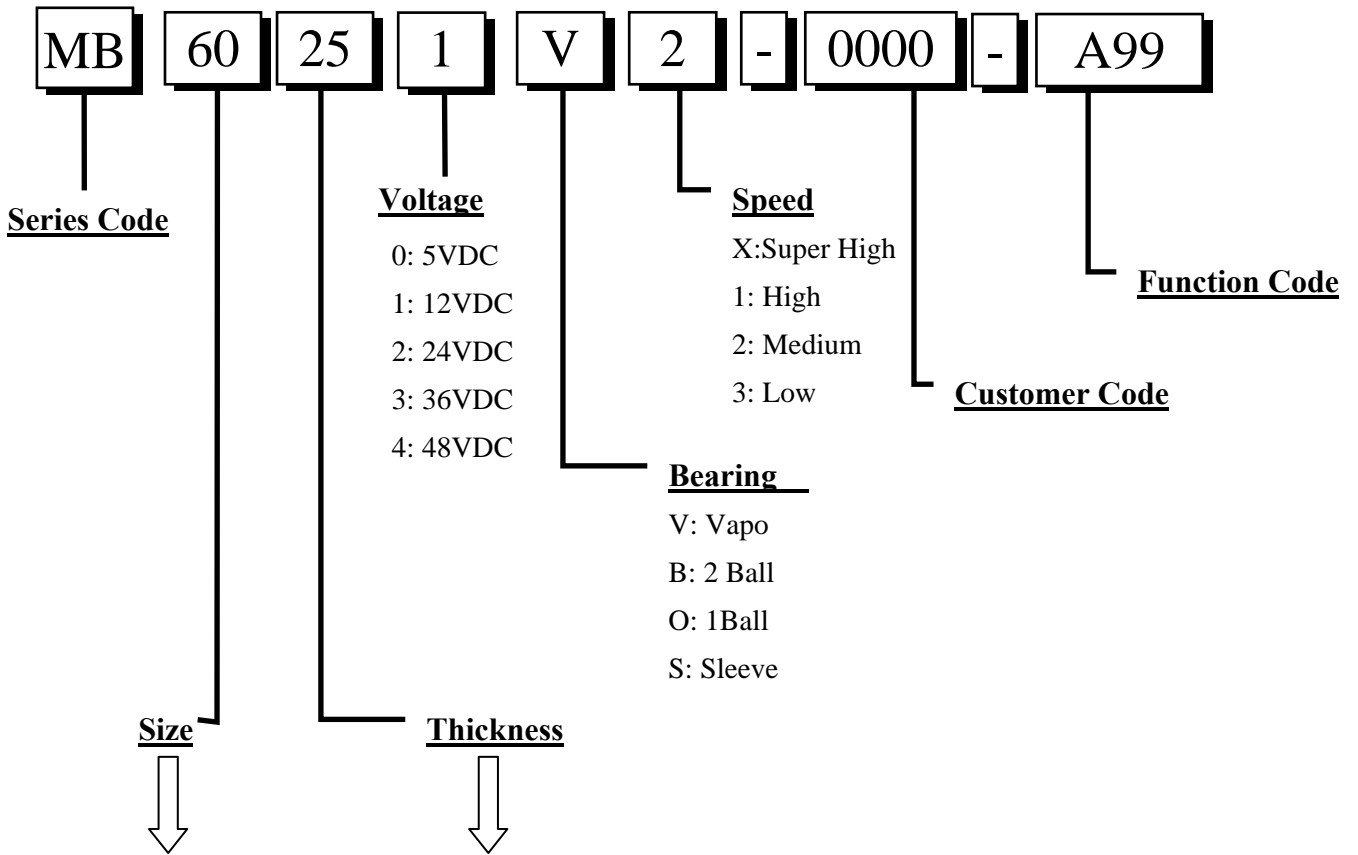 MB 60 25 1 V 2 - 0000 - A99
Series Code
Voltage
0: 5VDC
1: 12VDC
2: 24VDC
3: 36VDC
4: 48VDC
Speed
X:Super High
1: High
2: Medium
3: Low
Function Code
Customer Code
Bearing
V: Vapo
B: 2 Ball
O: 1Ball
S: Sleeve
Size
Thickness